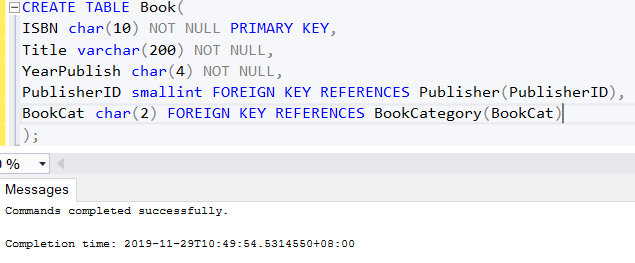 CREATE TABLE Book(
ISBN char(10) NOT NULL PRIMARY KEY,
Title varchar(200) NOT NULL,
YearPublish char(4) NOT NULL,
PublisherID smallint FOREIGN KEY REFERENCES Publisher(PublisherID),
BookCat char(2) FOREIGN KEY REFERENCES BookCategory(BookCat)
);
%
Messages
Commands completed successfully.
Completion time: 2019-11-29T10:49:54.5314550+08:00